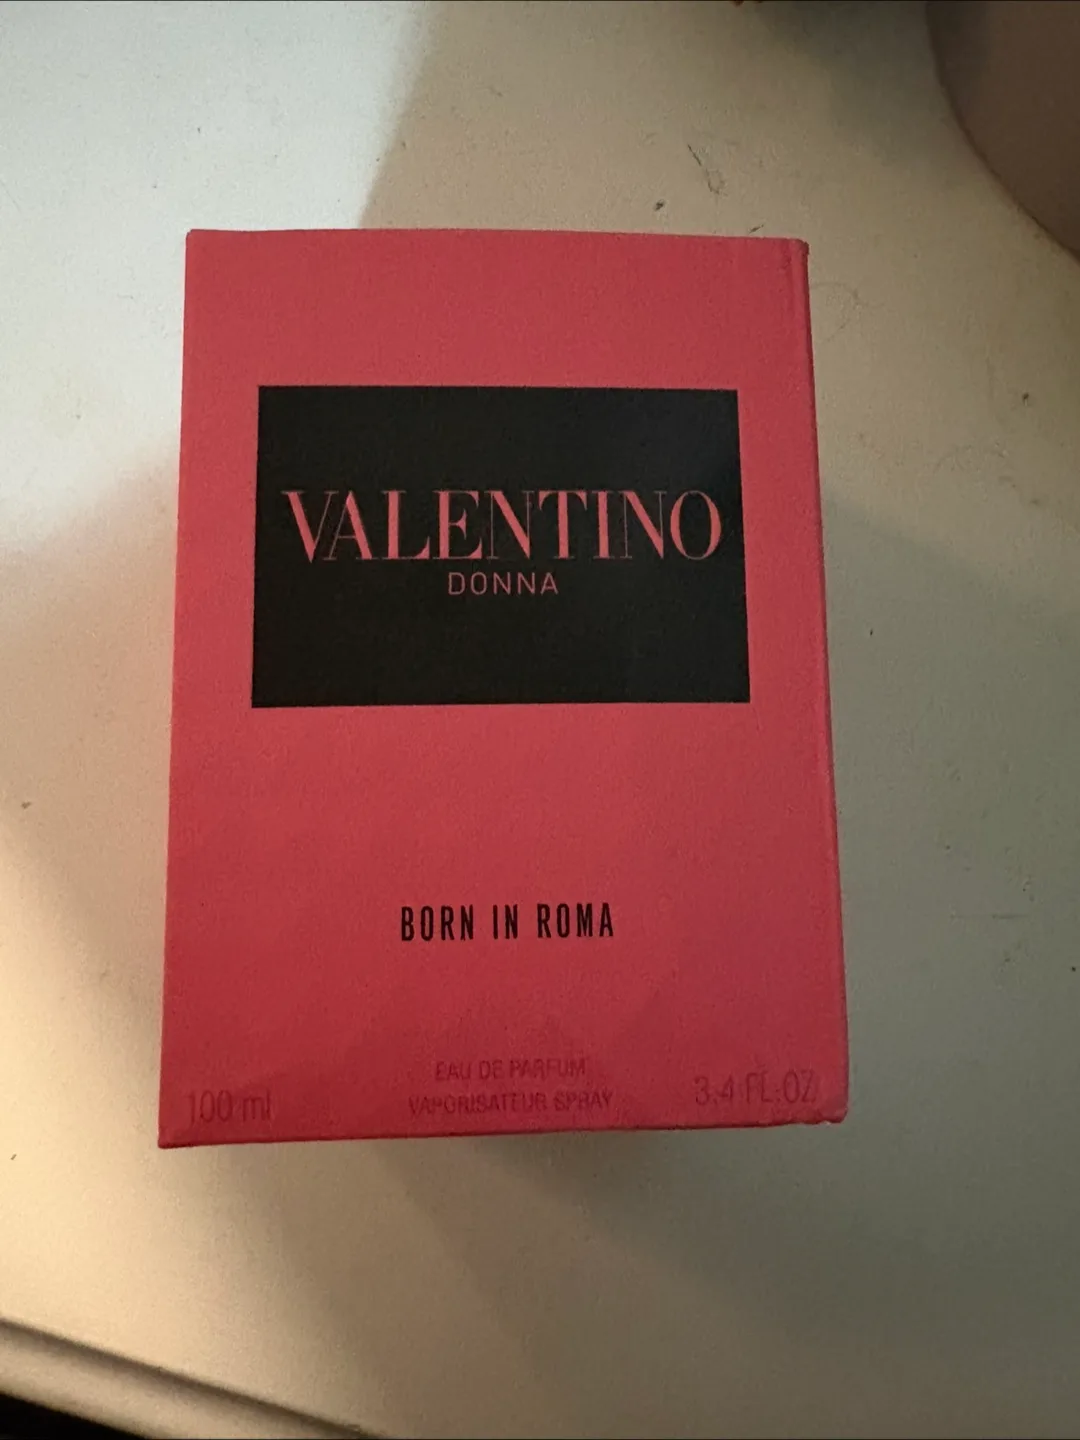 VALENTINO
DONNA
BORN IN ROMA
EAU DE PARFUM
VAPORISATEUR SPRAY
100 ml
3.4 FL.OZ